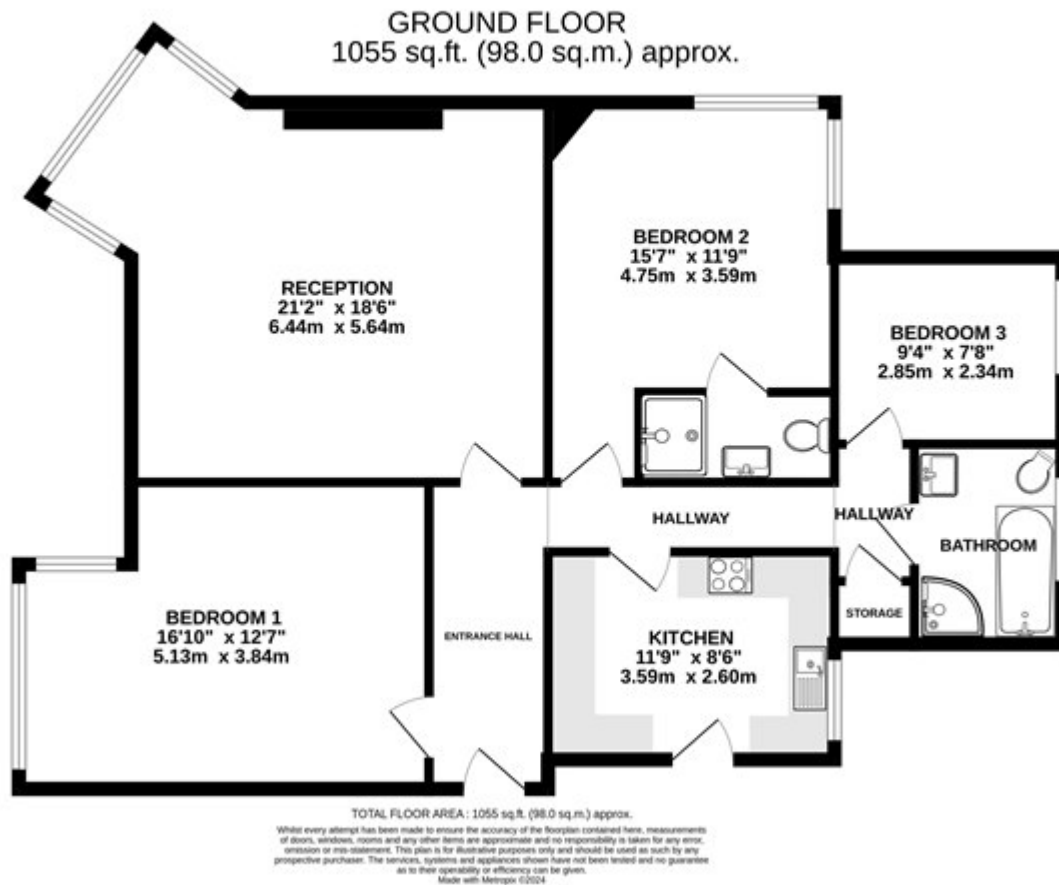 GROUND FLOOR
1055 sq.ft. (98.0 sq.m.) approx.
BEDROOM 2
15'7" x 11'9"
4.75m x 3.59m
RECEPTION
21'2" x 18'6"
6.44m x 5.64m
BEDROOM 3
9'4" x 7'8"
2.85m x 2.34m
HALLWAY
HALLWAY
BATHROOM
BEDROOM 1
16'10" x 12'7"
5.13m x 3.84m
ENTRANCE HALL
KITCHEN
11'9" x 8'6"
3.59m x 2.60m
STORAGE
TOTAL FLOOR AREA : 1055 sq.ft. (98.0 sq.m.) approx.
Whilst every attempt has been made to ensure the accuracy of the floorplan contained here, measurements
of doors, windows, rooms and any other items are approximate and no responsibility is taken for any error,
omission or mis-statement. This plan is for illustrative purposes only and should be used as such by any
prospective purchaser. The services, systems and appliances shown have not been tested and no guarantee
as to their operability or efficiency can be given.
Made with Metropix ©2024